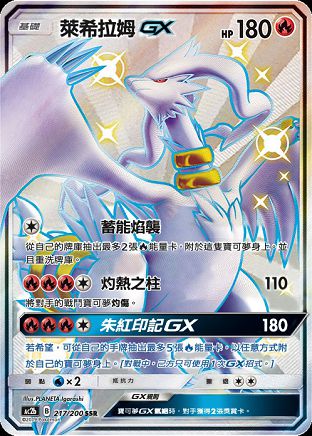 基礎 萊希拉姆GX HP 180
蓄能焰襲
從自己的牌庫抽出最多2張 能量卡,附於這隻寶可夢身上。並
且重洗牌庫。
灼熱之柱 110
將對手的戰鬥寶可夢灼傷。
朱紅印記GX 180
若希望,可從自己的手牌抽出最多5張 能量卡,以任意方式附
於自己的寶可夢身上。[對戰中,己方只可使用1次GX招式。]
弱點 ×2 抵抗力
撤退 GX規則
Illus.PLANETA Igarashi
AC2b B 217/200 SSR 寶可夢GX氣絕時,對手獲得2張獎賞卡。